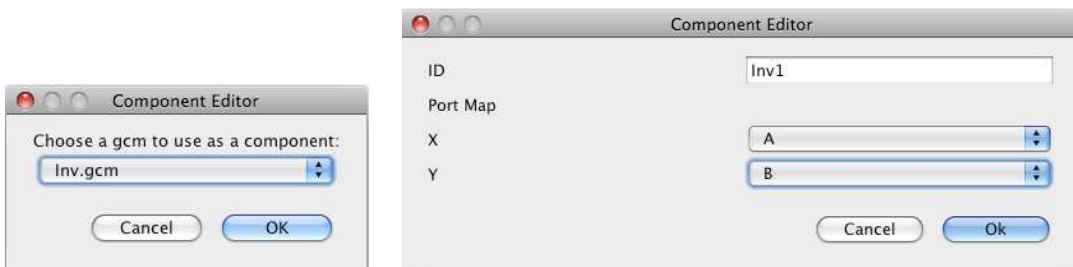 Component Editor
Choose a gcm to use as a component:
Inv.gcm
Cancel OK
Component Editor
ID Inv1
Port Map
X A
Y B
Cancel Ok